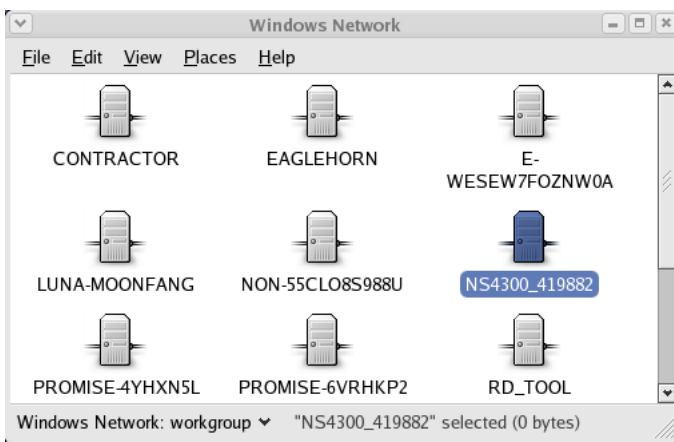 Windows Network
File Edit View Places Help
CONTRACTOR
EAGLEHORN
E-
WESEW7FOZNW0A
LUNA-MOONFANG
NON-55CLO8S988U
NS4300_419882
PROMISE-4YHXN5L
PROMISE-6VRHKP2
RD_TOOL
Windows Network: workgroup "NS4300_419882" selected (0 bytes)